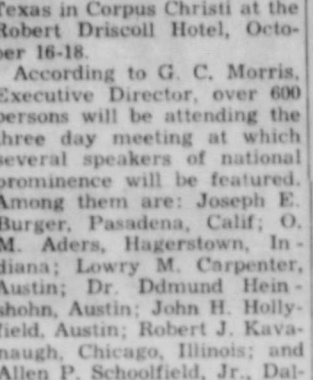 Texas in Corpus Christi at the
Robert Driscoll Hotel, Octo-
ber 16-18.
According to G. C. Morris,
Executive Director, over 600
persons will be attending the
three day meeting at which
several speakers of national
prominence will be featured.
Among them are: Joseph E.
Burger, Pasadena, Calif; O.
M. Aders, Hagerstown, In-
diana; Lowry M. Carpenter,
Austin; Dr. Ddmund Hein-
shohn, Austin; John H. Holly-
field, Austin; Robert J. Kava-
naugh, Chicago, Illinois; and
Allen P. Schoolfield, Jr., Dal-